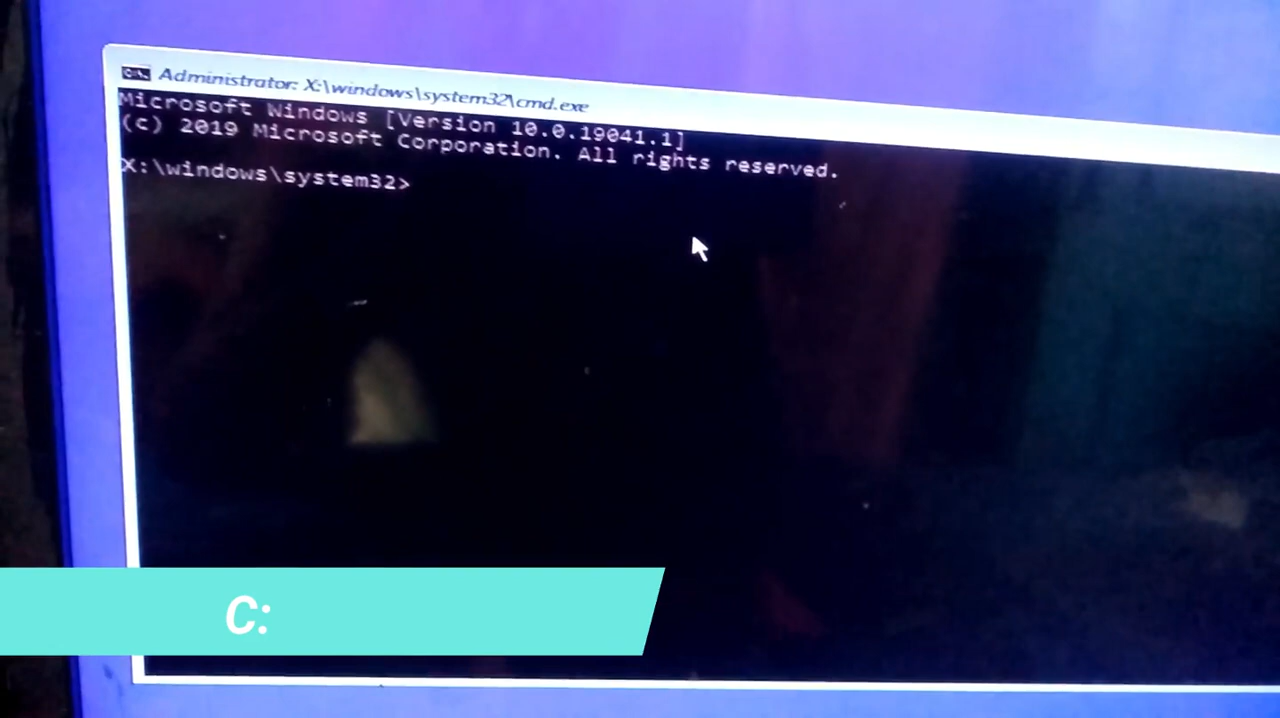 Administrator: X:\windows\system32\cmd.exe
Microsoft Windows [Version 10.0.19041.1]
(c) 2019 Microsoft Corporation. All rights reserved.
X:\windows\system32>
C: